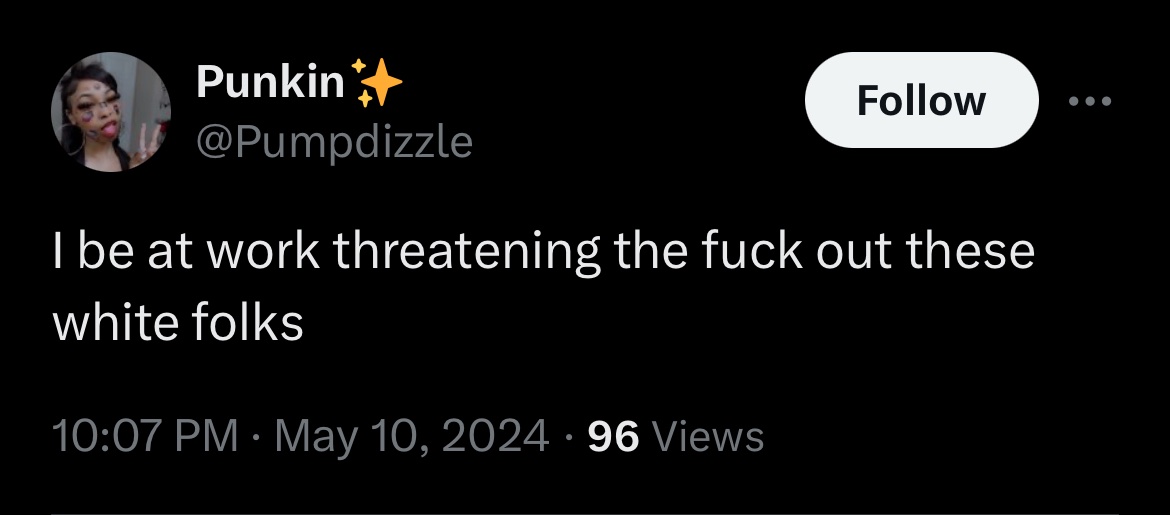 Punkin✨
@Pumpdizzle
Follow
I be at work threatening the fuck out these
white folks
10:07 PM · May 10, 2024 · 96 Views